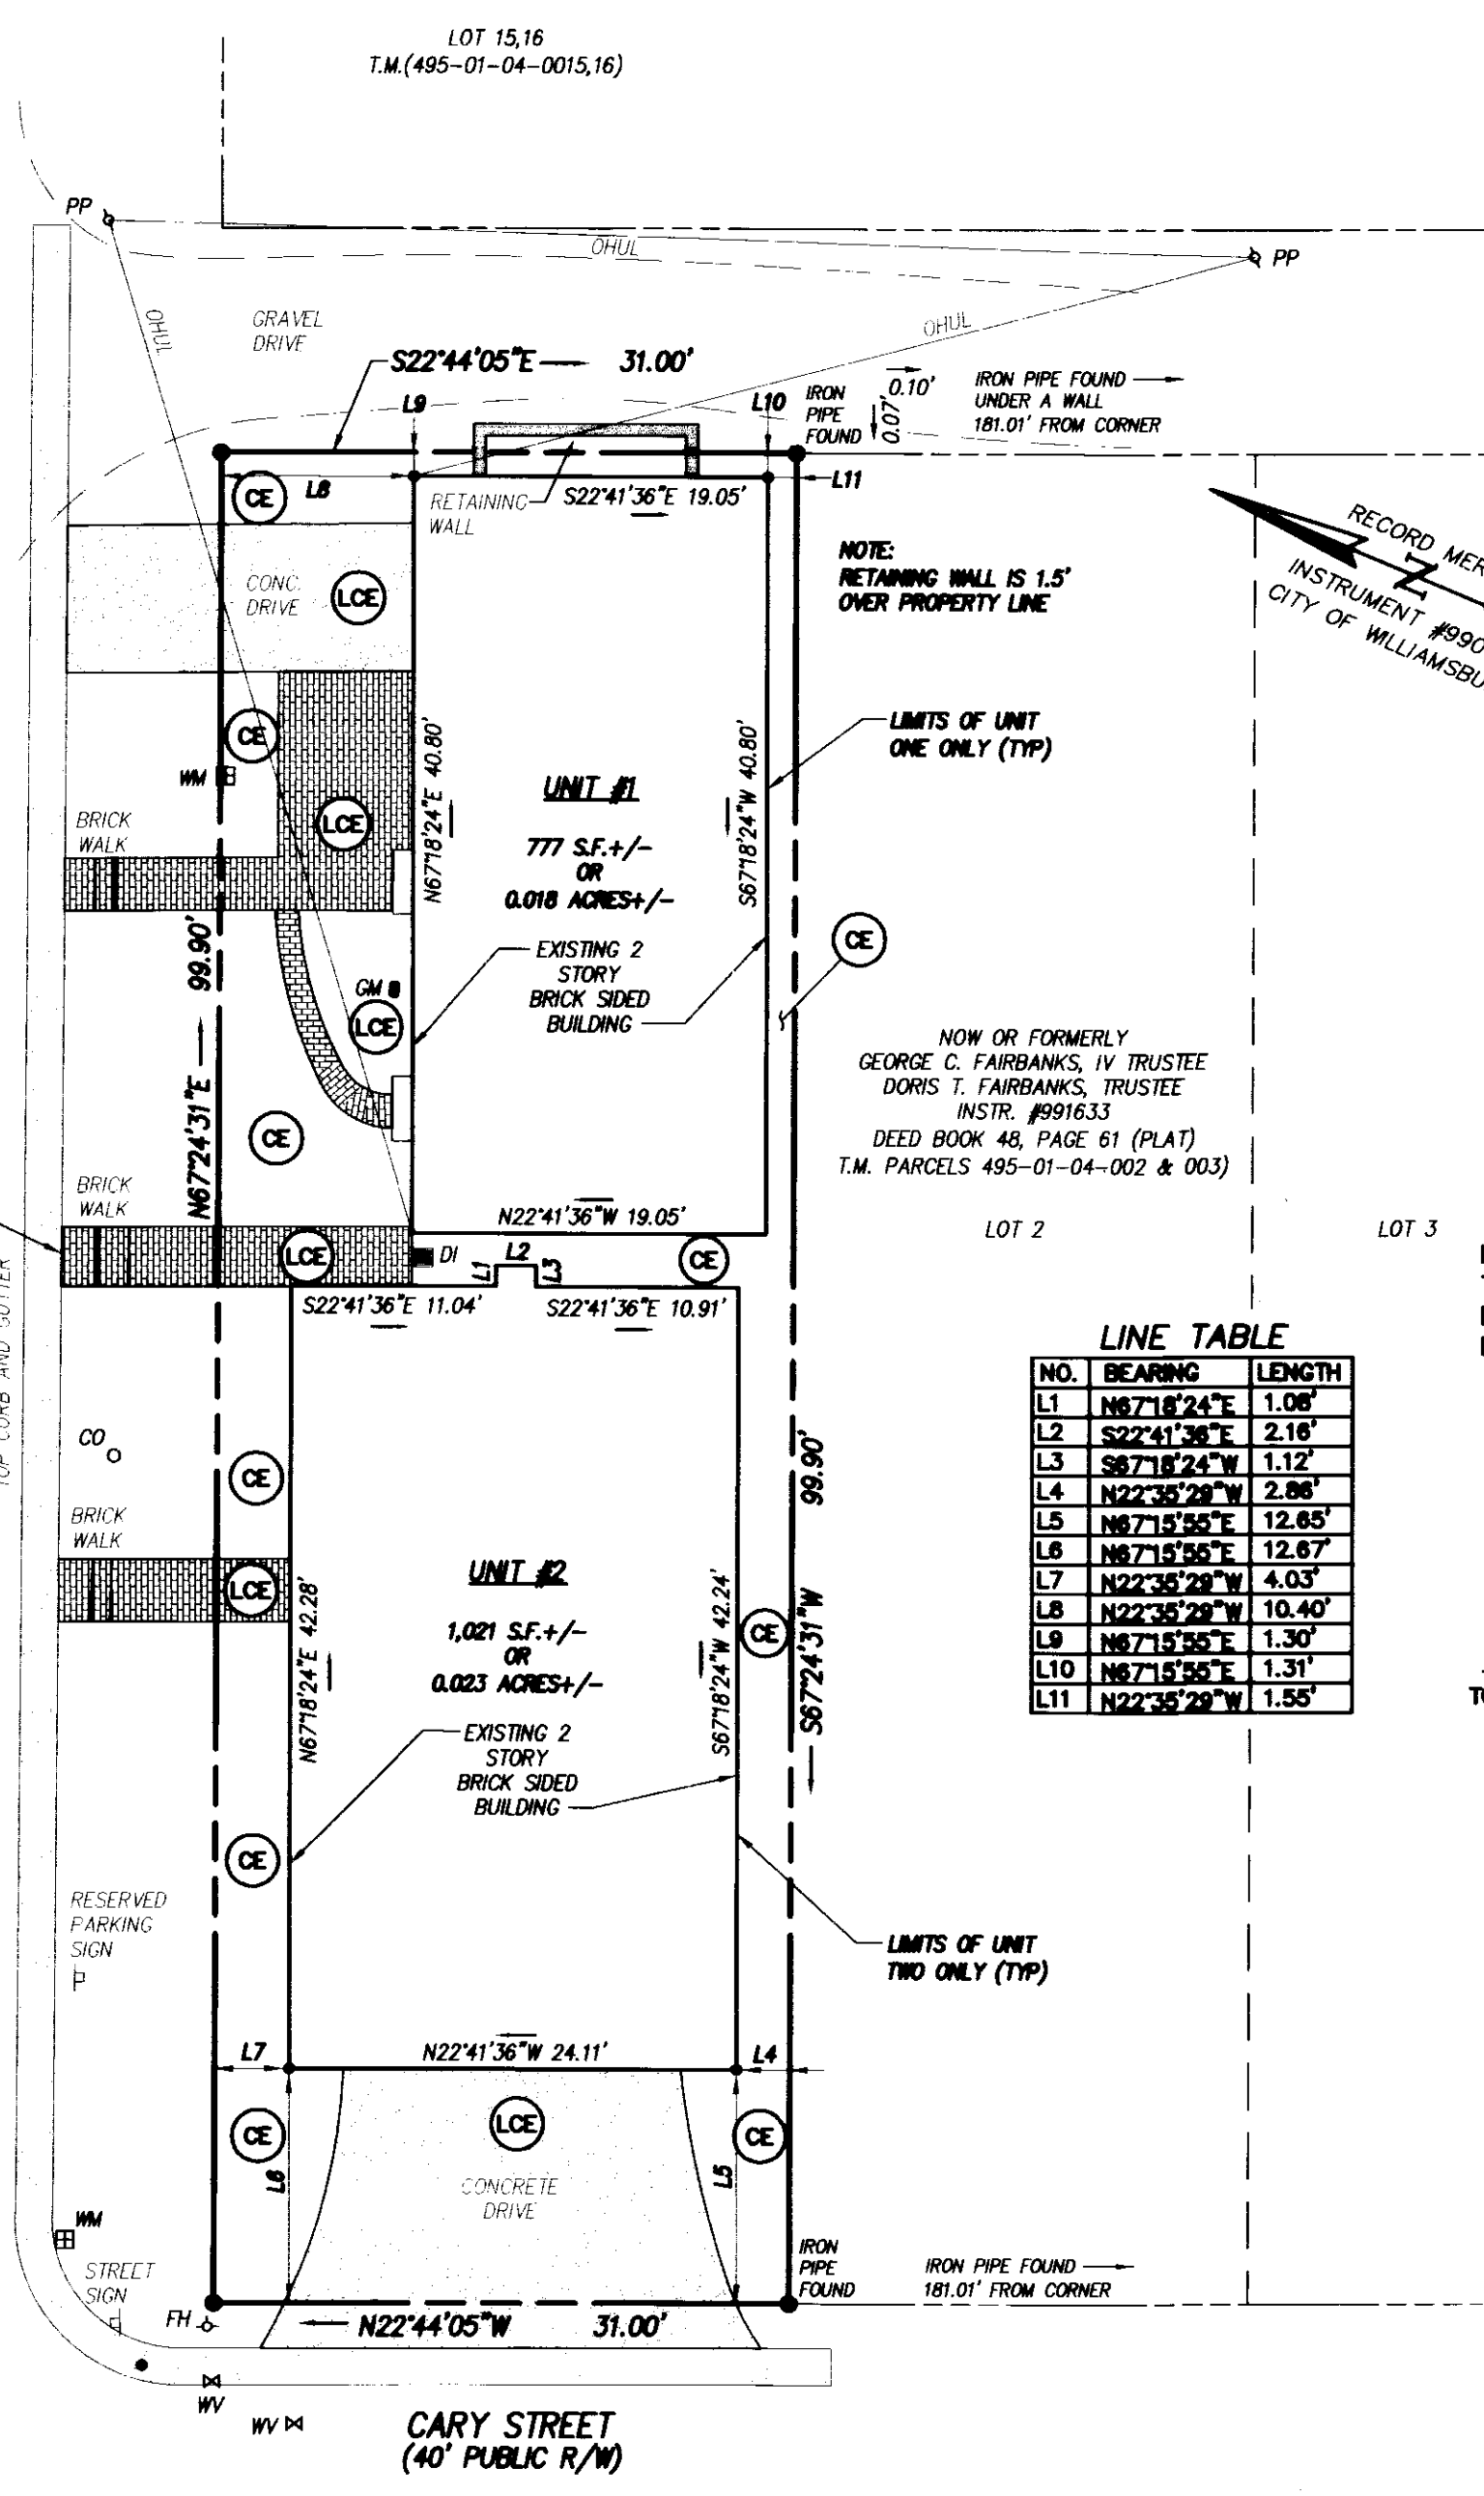 LOT 15,16
T.M.(495-01-04-0015,16)
PP
OHUL
PP
OHUL
GRAVEL
DRIVE
OHUL
S22°44'05"E 31.00'
L9
L10
IRON
PIPE
FOUND
0.10'
0.07'
IRON PIPE FOUND
UNDER A WALL
181.01' FROM CORNER
CE
L8
RETAINING
WALL
S22°41'36"E 19.05'
L11
RECORD MER
INSTRUMENT #990
CITY OF WILLIAMSBU
N
NOTE:
RETAINING WALL IS 1.5'
OVER PROPERTY LINE
CONC.
DRIVE
LCE
CE
WM
LCE
N67°18'24"E 40.80'
S67°18'24"W 40.80'
LIMITS OF UNIT
ONE ONLY (TYP)
UNIT #1
777 S.F.+/-
OR
0.018 ACRES+/-
BRICK
WALK
N67°24'31"E 99.90'
EXISTING 2
STORY
BRICK SIDED
BUILDING
CE
GM
LCE
NOW OR FORMERLY
GEORGE C. FAIRBANKS, IV TRUSTEE
DORIS T. FAIRBANKS, TRUSTEE
INSTR. #991633
DEED BOOK 48, PAGE 61 (PLAT)
T.M. PARCELS 495-01-04-002 & 003)
CE
BRICK
WALK
N22°41'36"W 19.05'
LOT 2
LOT 3
LCE
DI
L1
L2
L3
CE
S22°41'36"E 11.04'
S22°41'36"E 10.91'
TOP CURB AND GUTTER
LINE TABLE
NO. BEARING LENGTH
L1 N67°18'24"E 1.08'
L2 S22°41'36"E 2.16'
L3 S67°18'24"W 1.12'
L4 N22°35'29"W 2.86'
L5 N67°15'55"E 12.65'
L6 N67°15'55"E 12.67'
L7 N22°35'29"W 4.03'
L8 N22°35'29"W 10.40'
L9 N67°15'55"E 1.30'
L10 N67°15'55"E 1.31'
L11 N22°35'29"W 1.55'
CO
CE
BRICK
WALK
LCE
UNIT #2
1,021 S.F.+/-
OR
0.023 ACRES+/-
N67°18'24"E 42.28'
S67°18'24"W 42.24'
CE
S67°24'31"W 99.90'
EXISTING 2
STORY
BRICK SIDED
BUILDING
CE
RESERVED
PARKING
SIGN
LIMITS OF UNIT
TWO ONLY (TYP)
L7
N22°41'36"W 24.11'
L4
CE
LCE
CE
L6
L5
CONCRETE
DRIVE
WM
STREET
SIGN
FH
IRON
PIPE
FOUND
IRON PIPE FOUND
181.01' FROM CORNER
N22°44'05"W 31.00'
WV
WV
CARY STREET
(40' PUBLIC R/W)